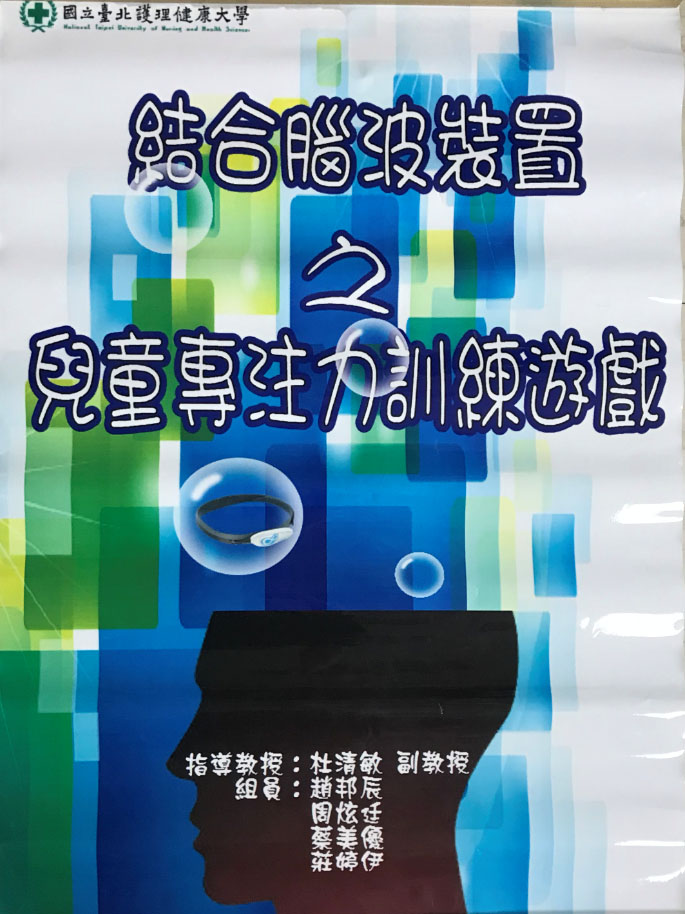 國立臺北護理健康大學
National Taipei University of Nursing and Health Sciences
結合腦波裝置
之
兒童專注力訓練遊戲
指導教授：杜清敏 副教授
組員：趙邦辰
周炫廷
蔡美優
莊婷伊